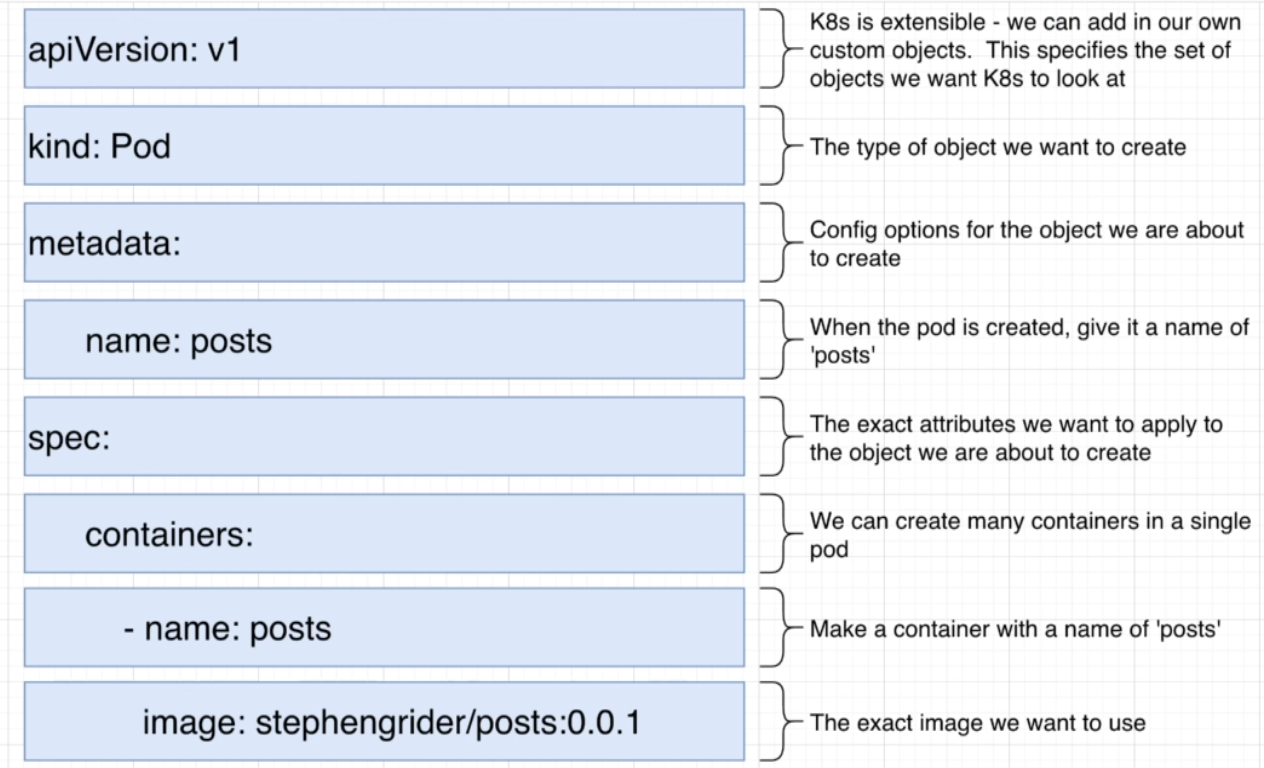 apiVersion: v1
K8s is extensible - we can add in our own
custom objects.  This specifies the set of
objects we want K8s to look at
kind: Pod
The type of object we want to create
metadata:
Config options for the object we are about
to create
name: posts
When the pod is created, give it a name of
'posts'
spec:
The exact attributes we want to apply to
the object we are about to create
containers:
We can create many containers in a single
pod
- name: posts
Make a container with a name of 'posts'
image: stephengrider/posts:0.0.1
The exact image we want to use